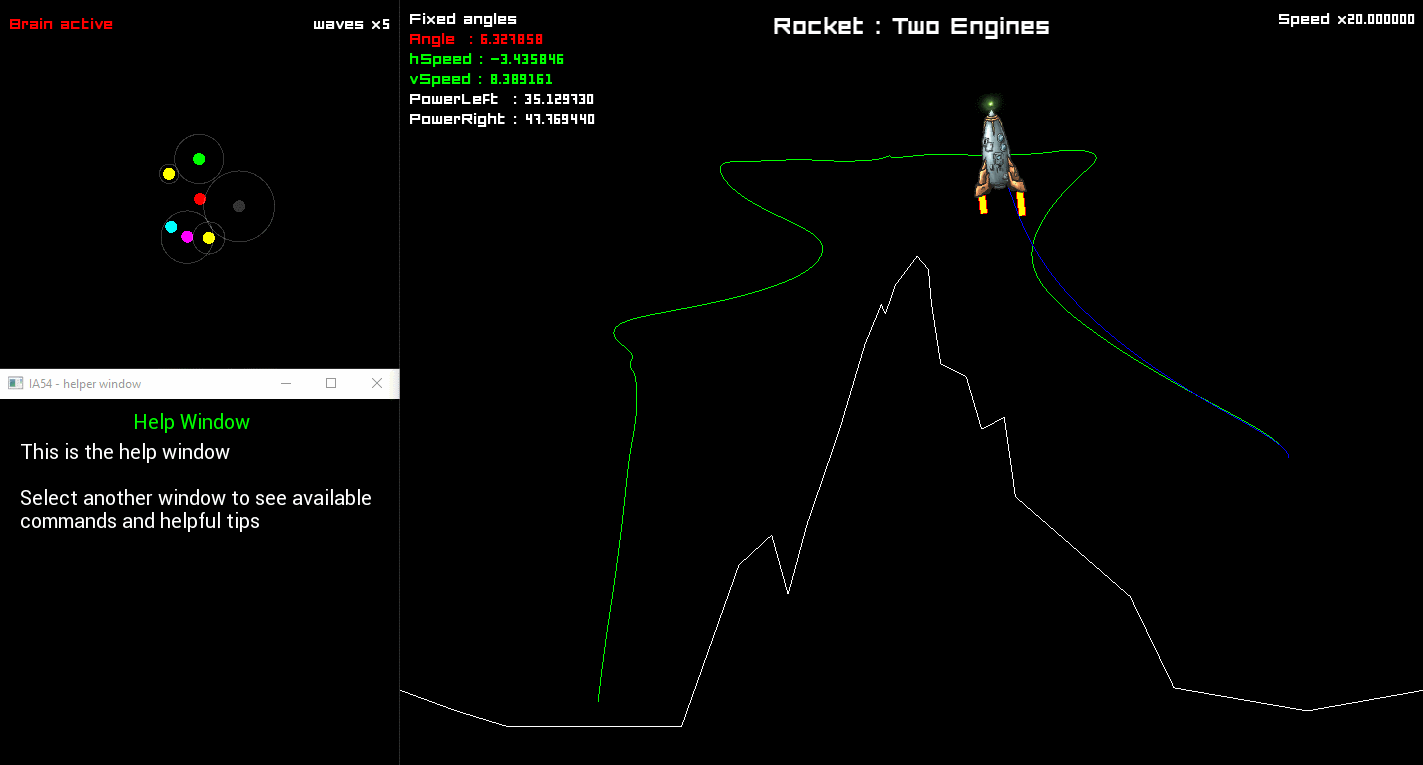 Brain active
waves x5
Fixed angles
Angle : 6.327858
hSpeed : -3.435846
vSpeed : 8.389161
PowerLeft : 35.129730
PowerRight : 47.769440
Rocket : Two Engines
Speed x20.000000
IA54 - helper window
Help Window
This is the help window
Select another window to see available
commands and helpful tips